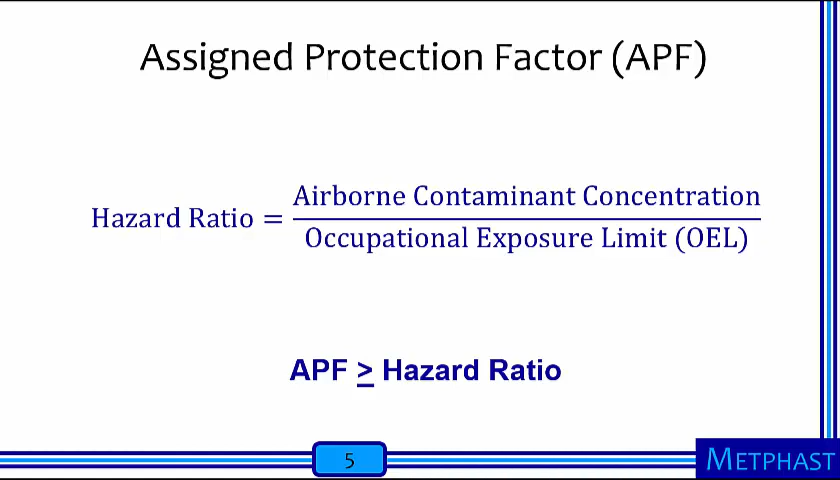 Assigned Protection Factor (APF)
Hazard Ratio = Airborne Contaminant Concentration
Occupational Exposure Limit (OEL)
APF ≥ Hazard Ratio
5
METPHAST